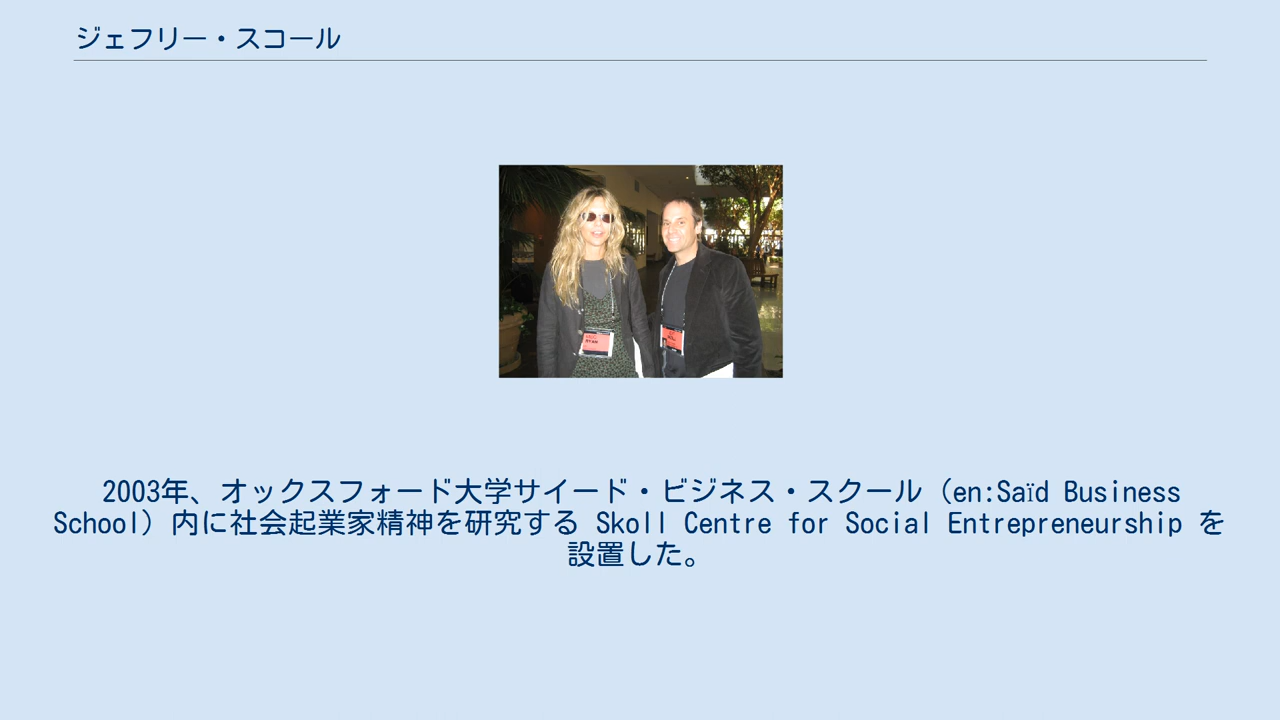 ジェフリー・スコール
2003年、オックスフォード大学サイード・ビジネス・スクール（en:Saïd Business
School）内に社会起業家精神を研究する Skoll Centre for Social Entrepreneurship を
設置した。